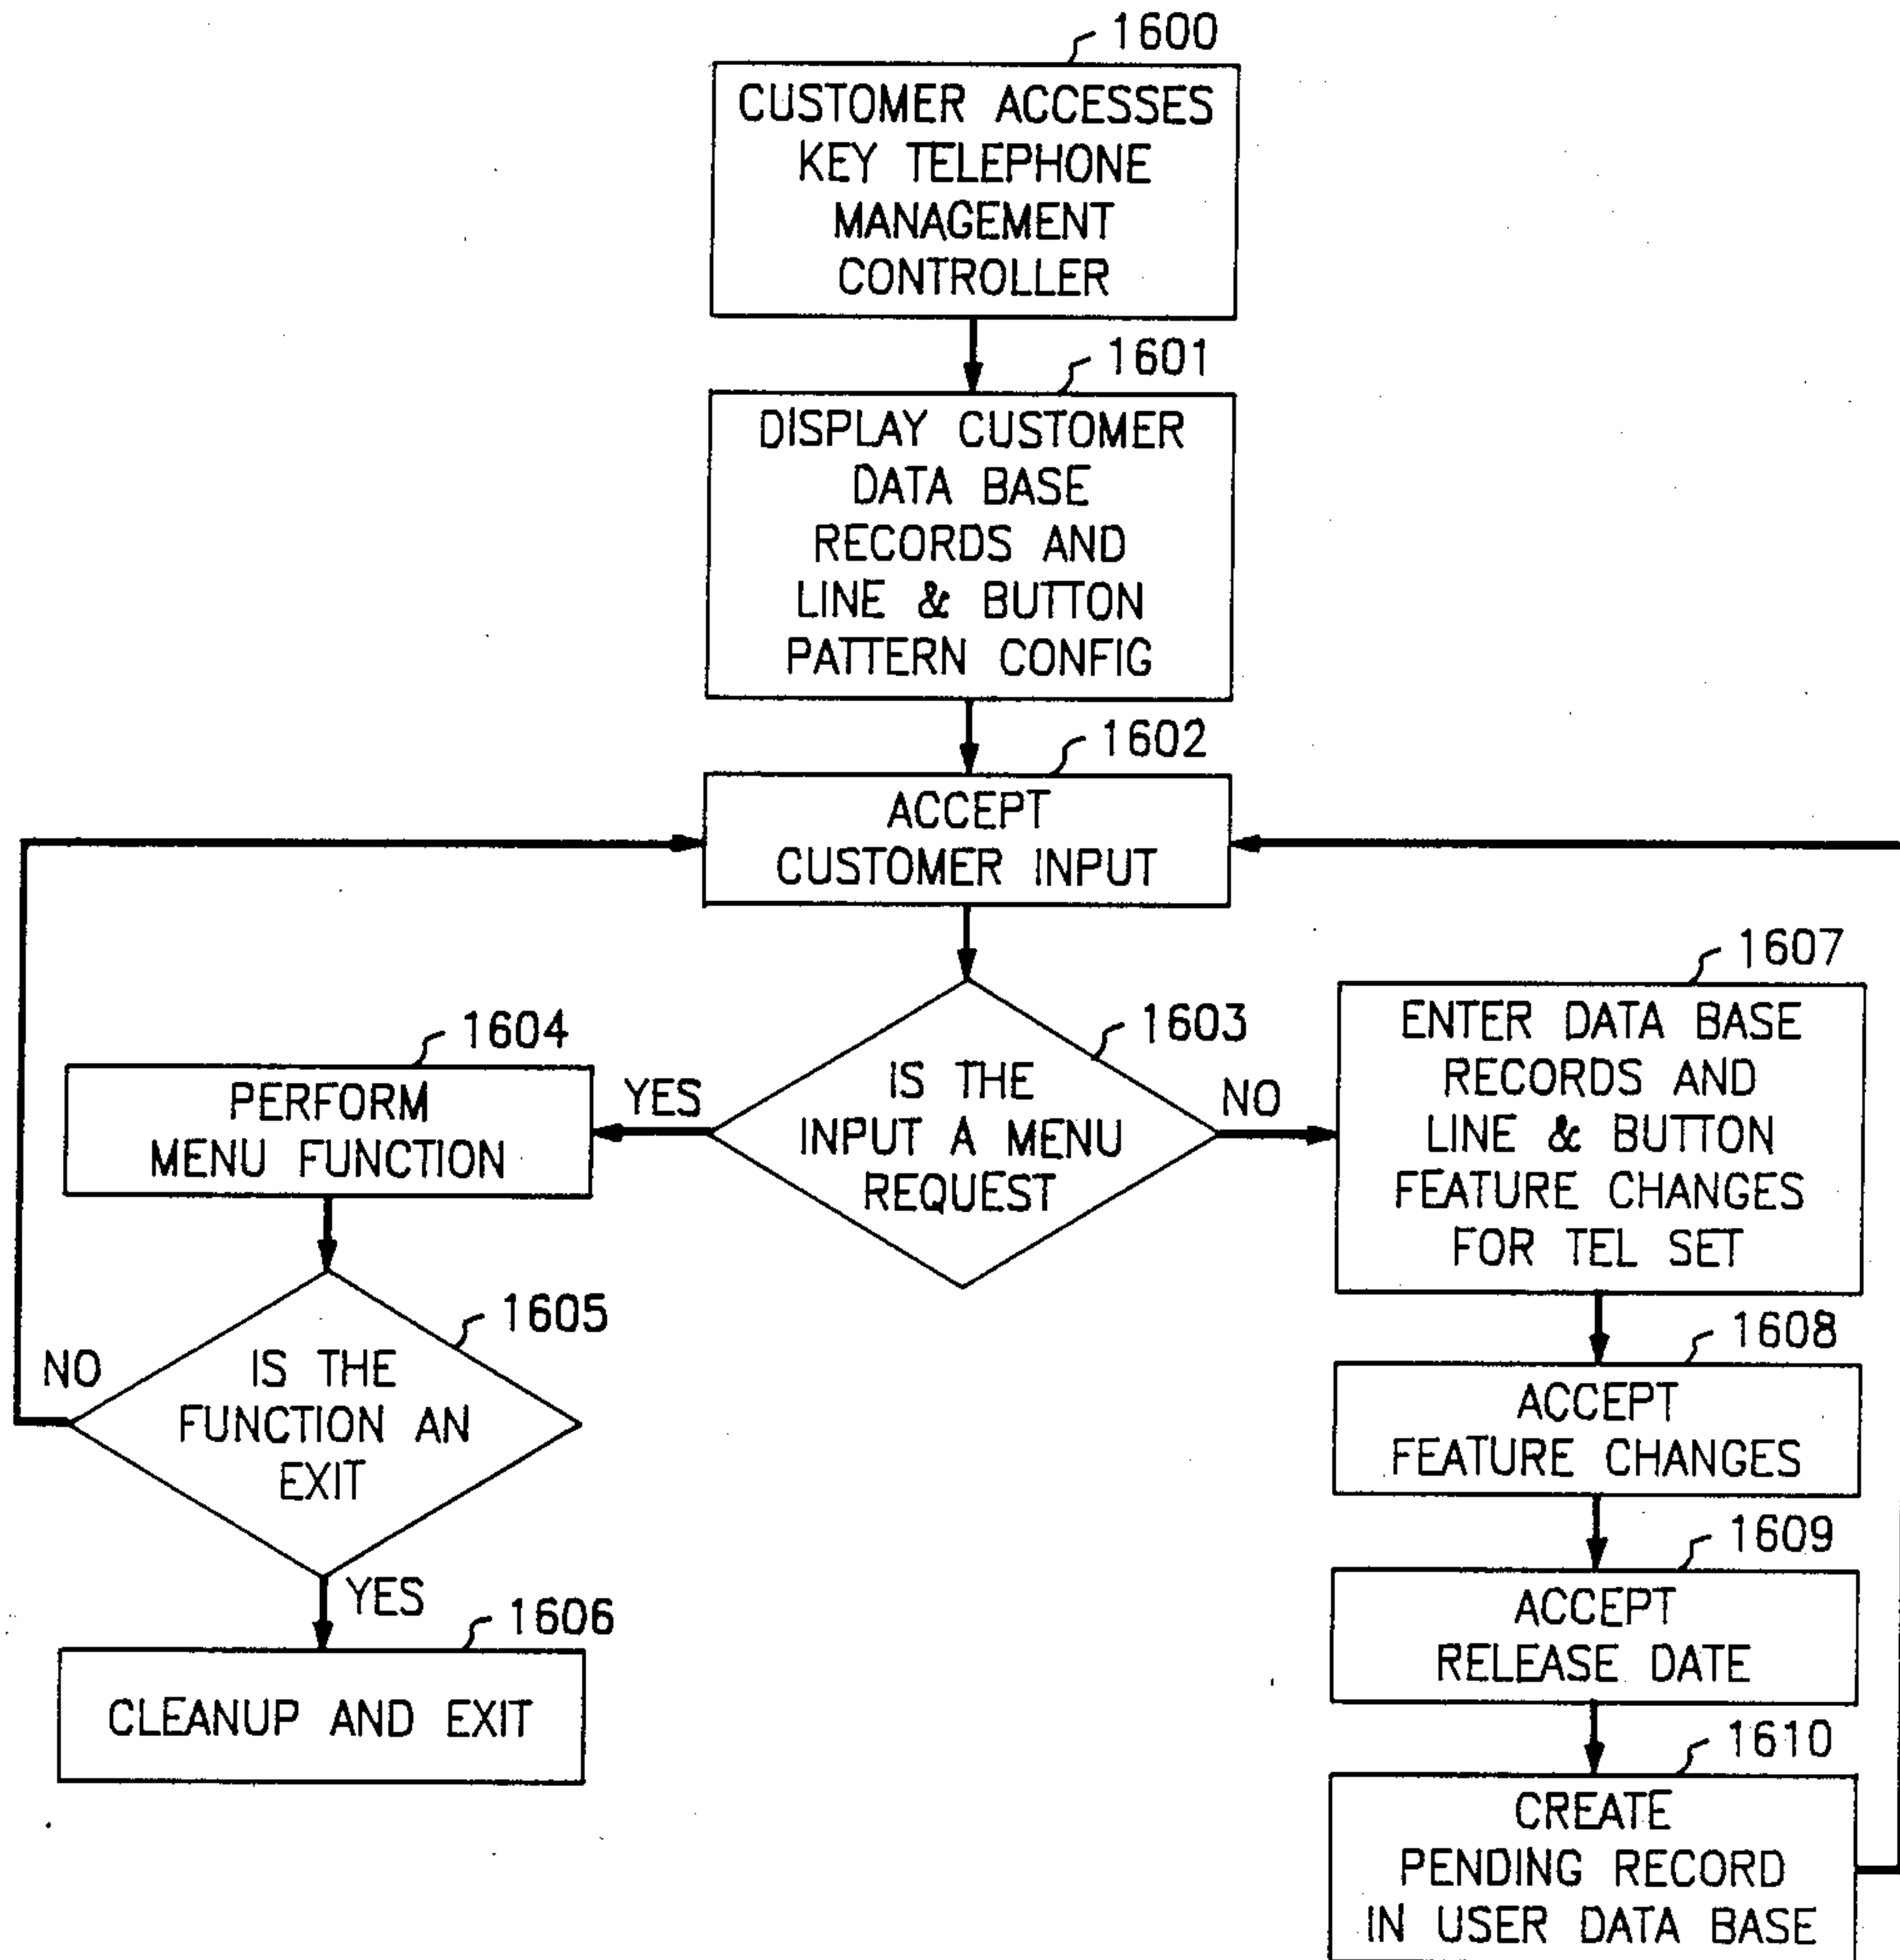 1600
CUSTOMER ACCESSES
KEY TELEPHONE
MANAGEMENT
CONTROLLER
1601
DISPLAY CUSTOMER
DATA BASE
RECORDS AND
LINE & BUTTON
PATTERN CONFIG
1602
ACCEPT
CUSTOMER INPUT
1603
IS THE
INPUT A MENU
REQUEST
YES
NO
1604
PERFORM
MENU FUNCTION
1605
IS THE
FUNCTION AN
EXIT
NO
YES
1606
CLEANUP AND EXIT
1607
ENTER DATA BASE
RECORDS AND
LINE & BUTTON
FEATURE CHANGES
FOR TEL SET
1608
ACCEPT
FEATURE CHANGES
1609
ACCEPT
RELEASE DATE
1610
CREATE
PENDING RECORD
IN USER DATA BASE